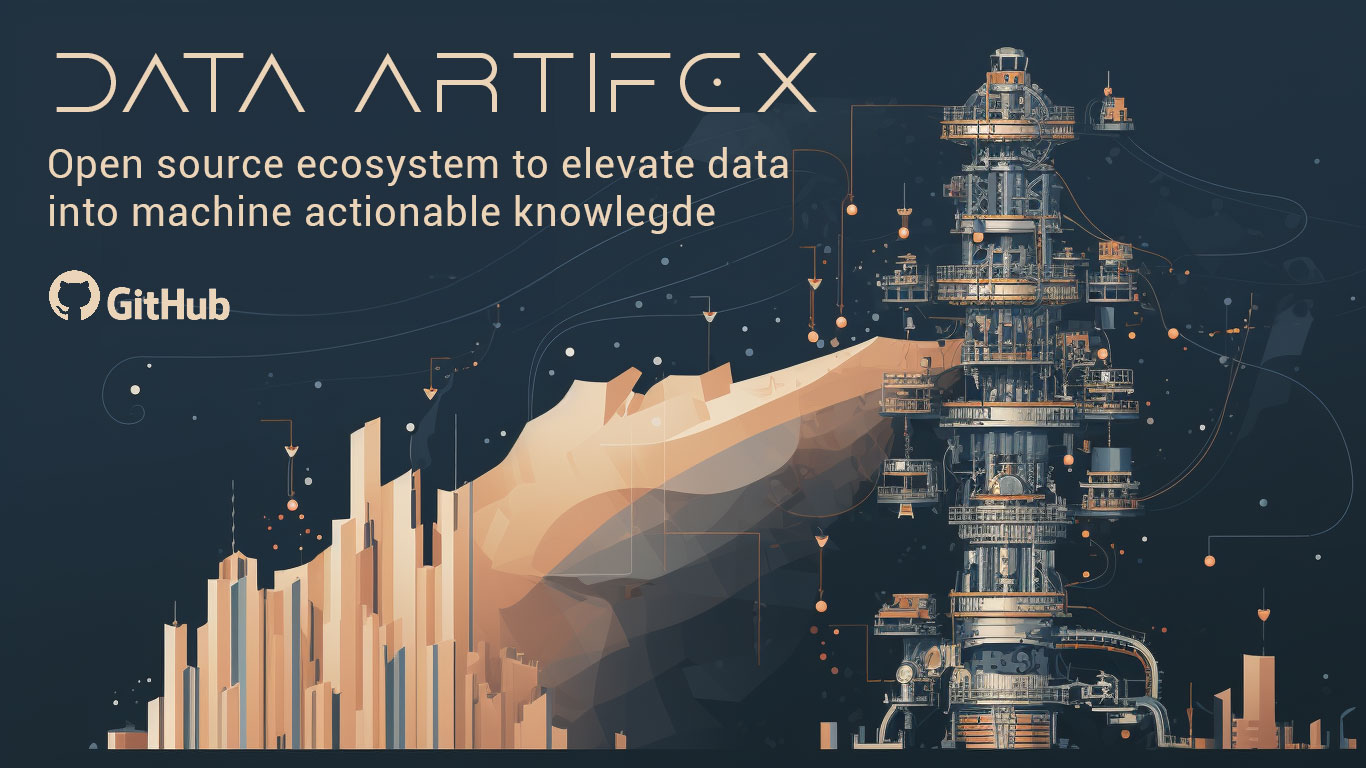 DATA ARTIFEX
Open source ecosystem to elevate data
into machine actionable knowlegde
GitHub